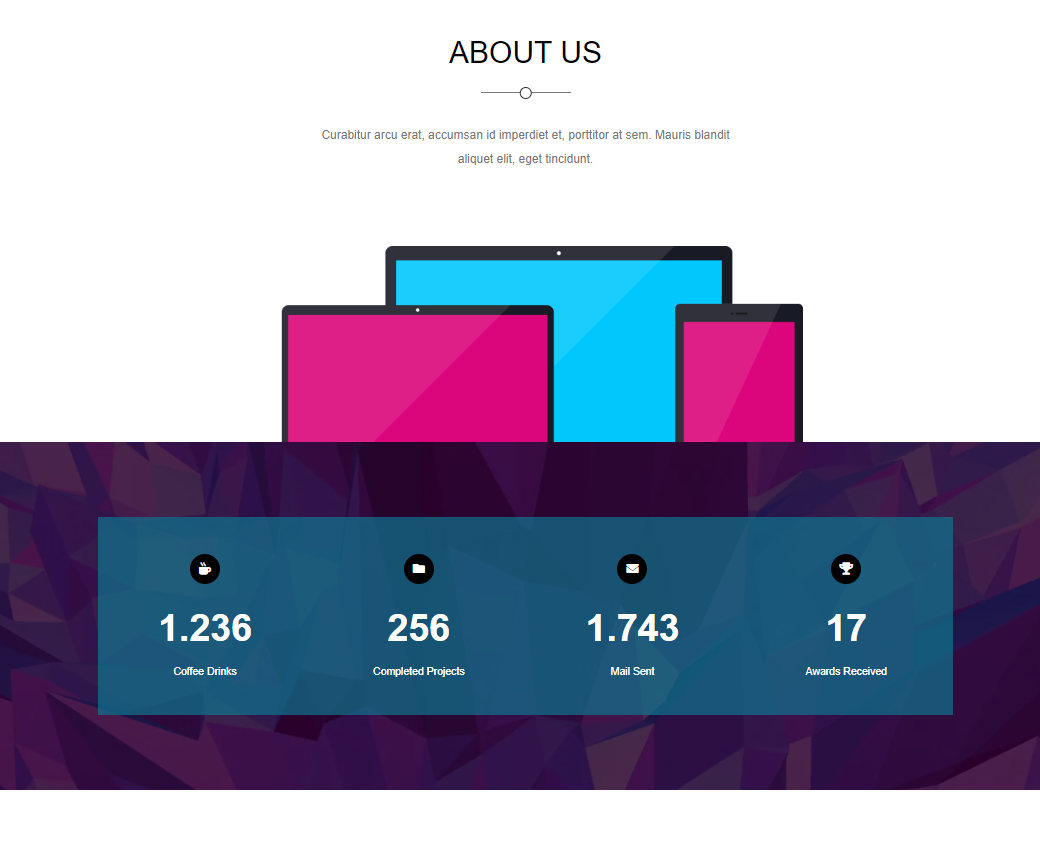 ABOUT US
Curabitur arcu erat, accumsan id imperdiet et, porttitor at sem. Mauris blandit
aliquet elit, eget tincidunt.
1.236
256
1.743
17
Coffee Drinks
Completed Projects
Mail Sent
Awards Received